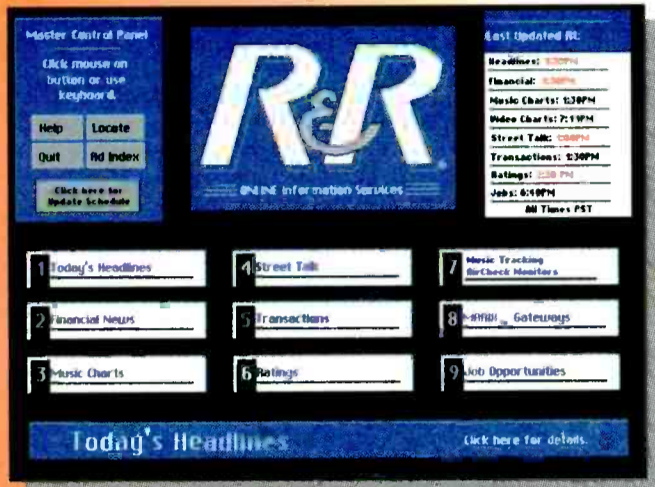 Master Control Panel
Click mouse on
button or use
keyboard.
Help
Locate
Quit
Ad Index
Click here for
Update Schedule
R&R
ONLINE Information Services
Last Updated At:
Headlines:
Financial:
Music Charts: 1:30PM
Video Charts: 7:11PM
Street Talk:
Transactions: 1:30PM
Ratings:
Jobs: 6:40PM
All Times PST
1 Today's Headlines
2 Financial News
3 Music Charts
4 Street Talk
5 Transactions
6 Ratings
7 Music Tracking
AirCheck Monitors
8 Gateways
9 Job Opportunities
Today's Headlines
Click here for details.